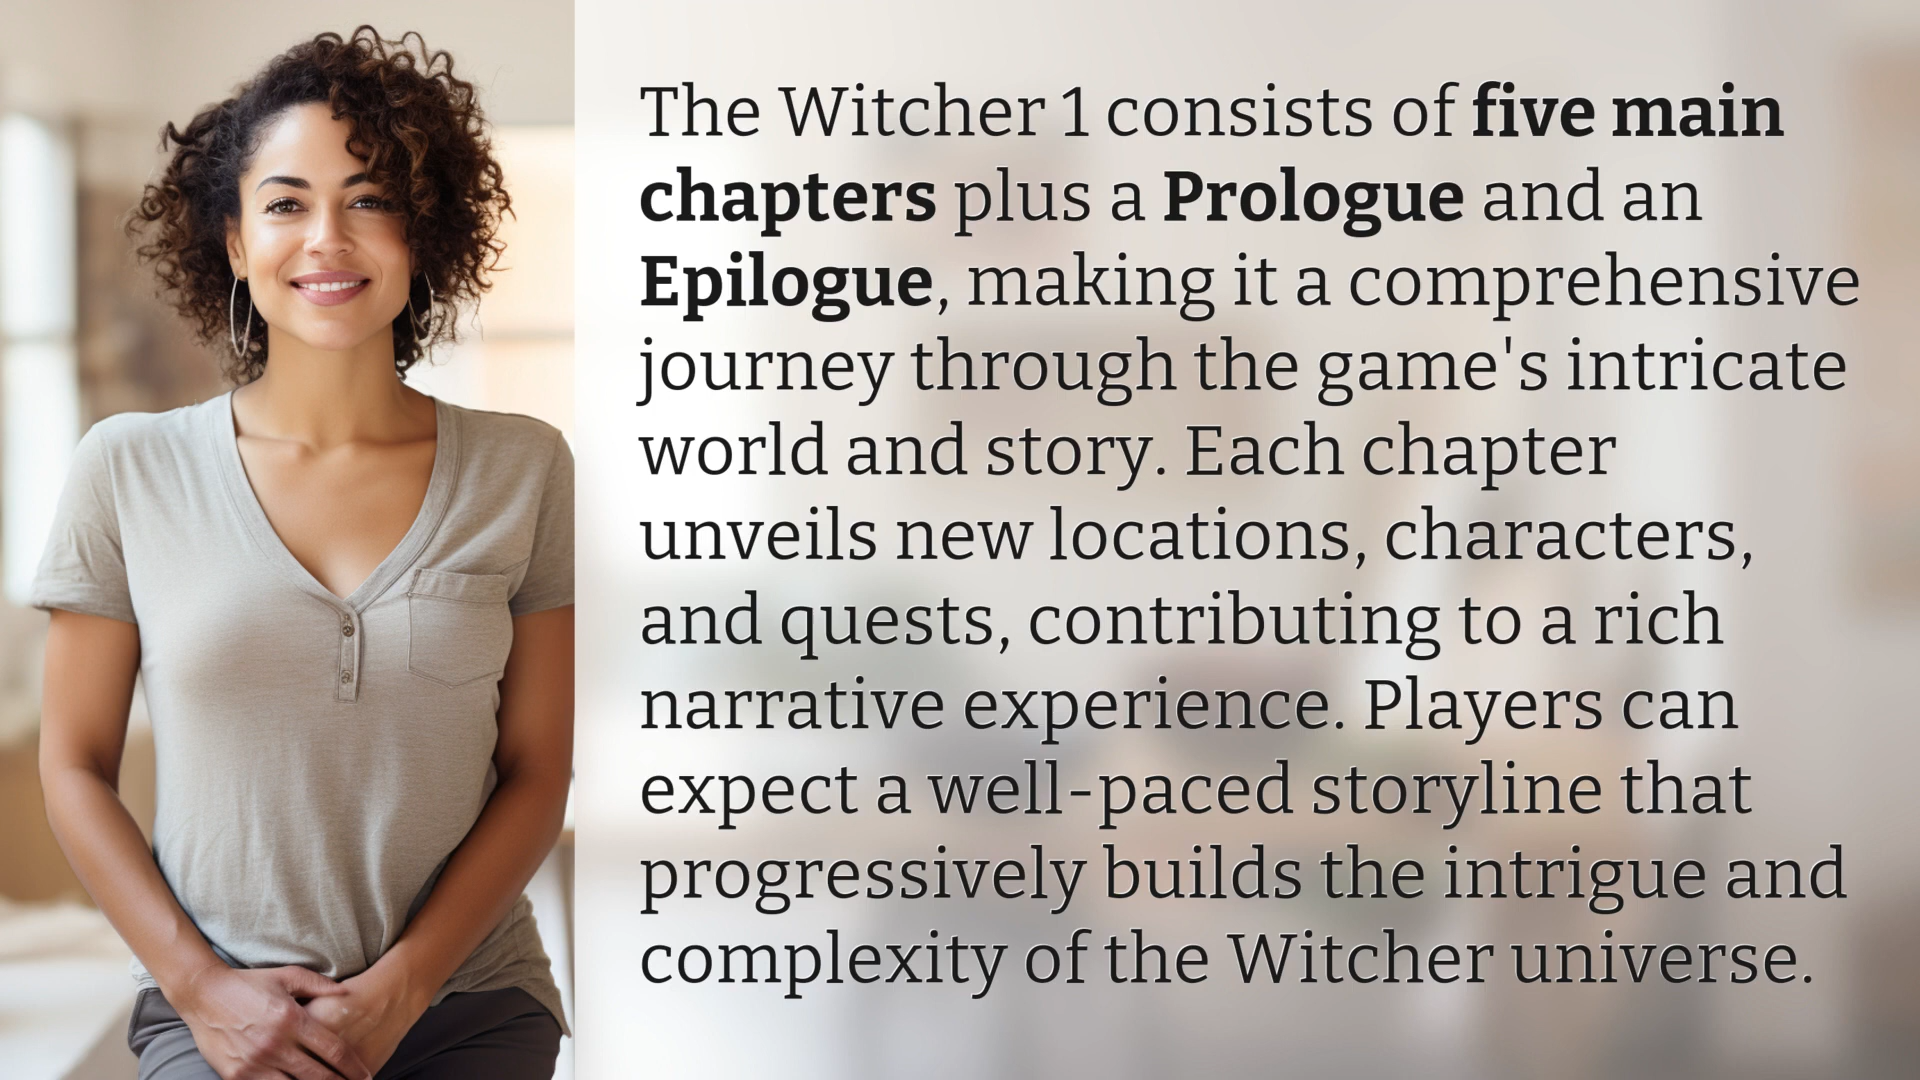 The Witcher 1 consists of five main
chapters plus a Prologue and an
Epilogue, making it a comprehensive
journey through the game's intricate
world and story. Each chapter
unveils new locations, characters,
and quests, contributing to a rich
narrative experience. Players can
expect a well-paced storyline that
progressively builds the intrigue and
complexity of the Witcher universe.